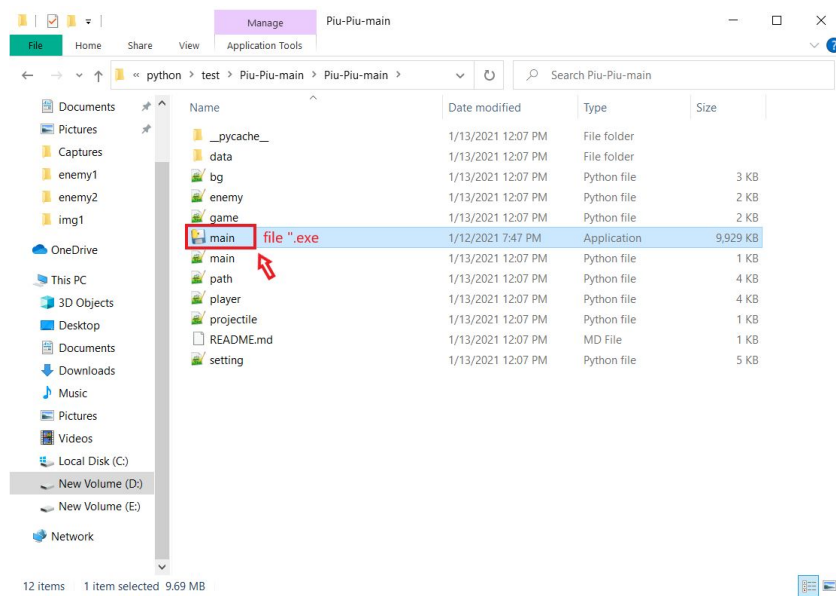 Manage
Piu-Piu-main
File
Home
Share
View
Application Tools
« python > test > Piu-Piu-main > Piu-Piu-main >
Search Piu-Piu-main
Documents
Pictures
Captures
enemy1
enemy2
img1
OneDrive
This PC
3D Objects
Desktop
Documents
Downloads
Music
Pictures
Videos
Local Disk (C:)
New Volume (D:)
New Volume (E:)
Network
Name Date modified Type Size
__pycache__ 1/13/2021 12:07 PM File folder
data 1/13/2021 12:07 PM File folder
bg 1/13/2021 12:07 PM Python file 3 KB
enemy 1/13/2021 12:07 PM Python file 2 KB
game 1/13/2021 12:07 PM Python file 2 KB
main file ".exe 1/12/2021 7:47 PM Application 9,929 KB
main 1/13/2021 12:07 PM Python file 1 KB
path 1/13/2021 12:07 PM Python file 4 KB
player 1/13/2021 12:07 PM Python file 4 KB
projectile 1/13/2021 12:07 PM Python file 1 KB
README.md 1/13/2021 12:07 PM MD File 1 KB
setting 1/13/2021 12:07 PM Python file 5 KB
12 items 1 item selected 9.69 MB